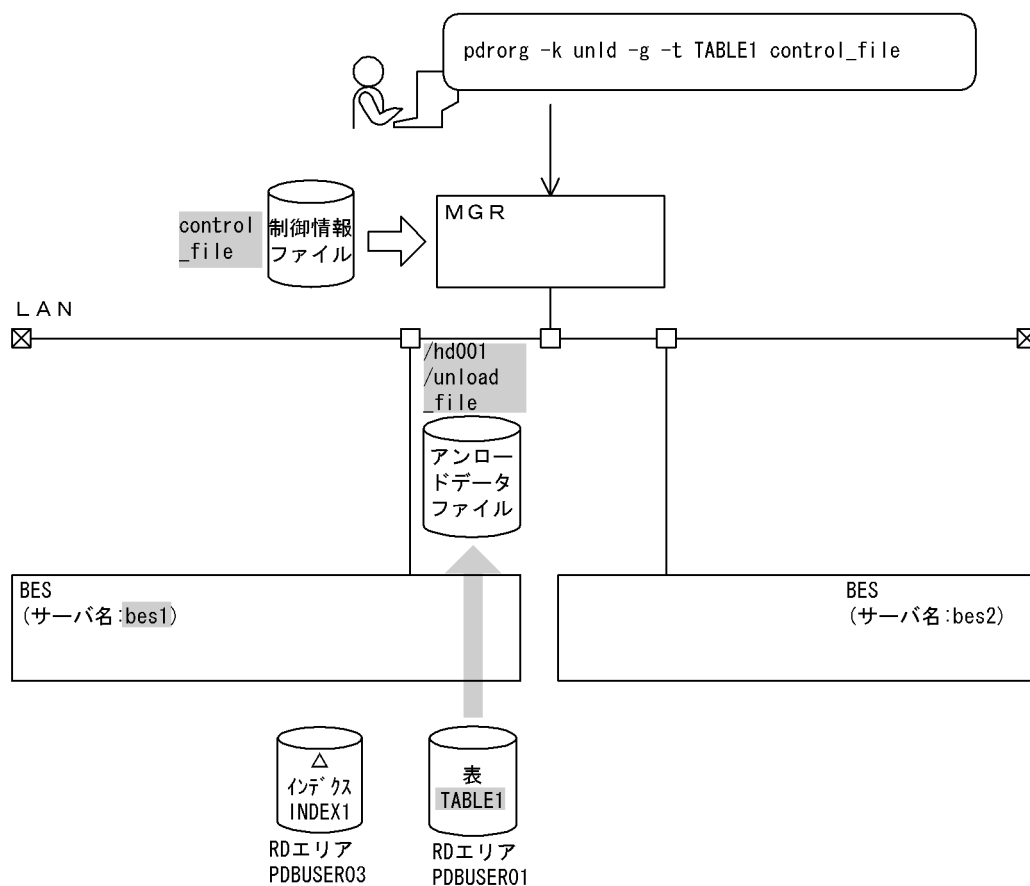 pdrorg -k unld -g -t TABLE1 control_file
MGR
control
_file
制御情報
ファイル
LAN
/hd001
/unload
_file
アンロー
ドデータ
ファイル
BES
(サーバ名:bes1)
BES
(サーバ名:bes2)
△
インデクス
INDEX1
表
TABLE1
RDエリア
PDBUSER03
RDエリア
PDBUSER01